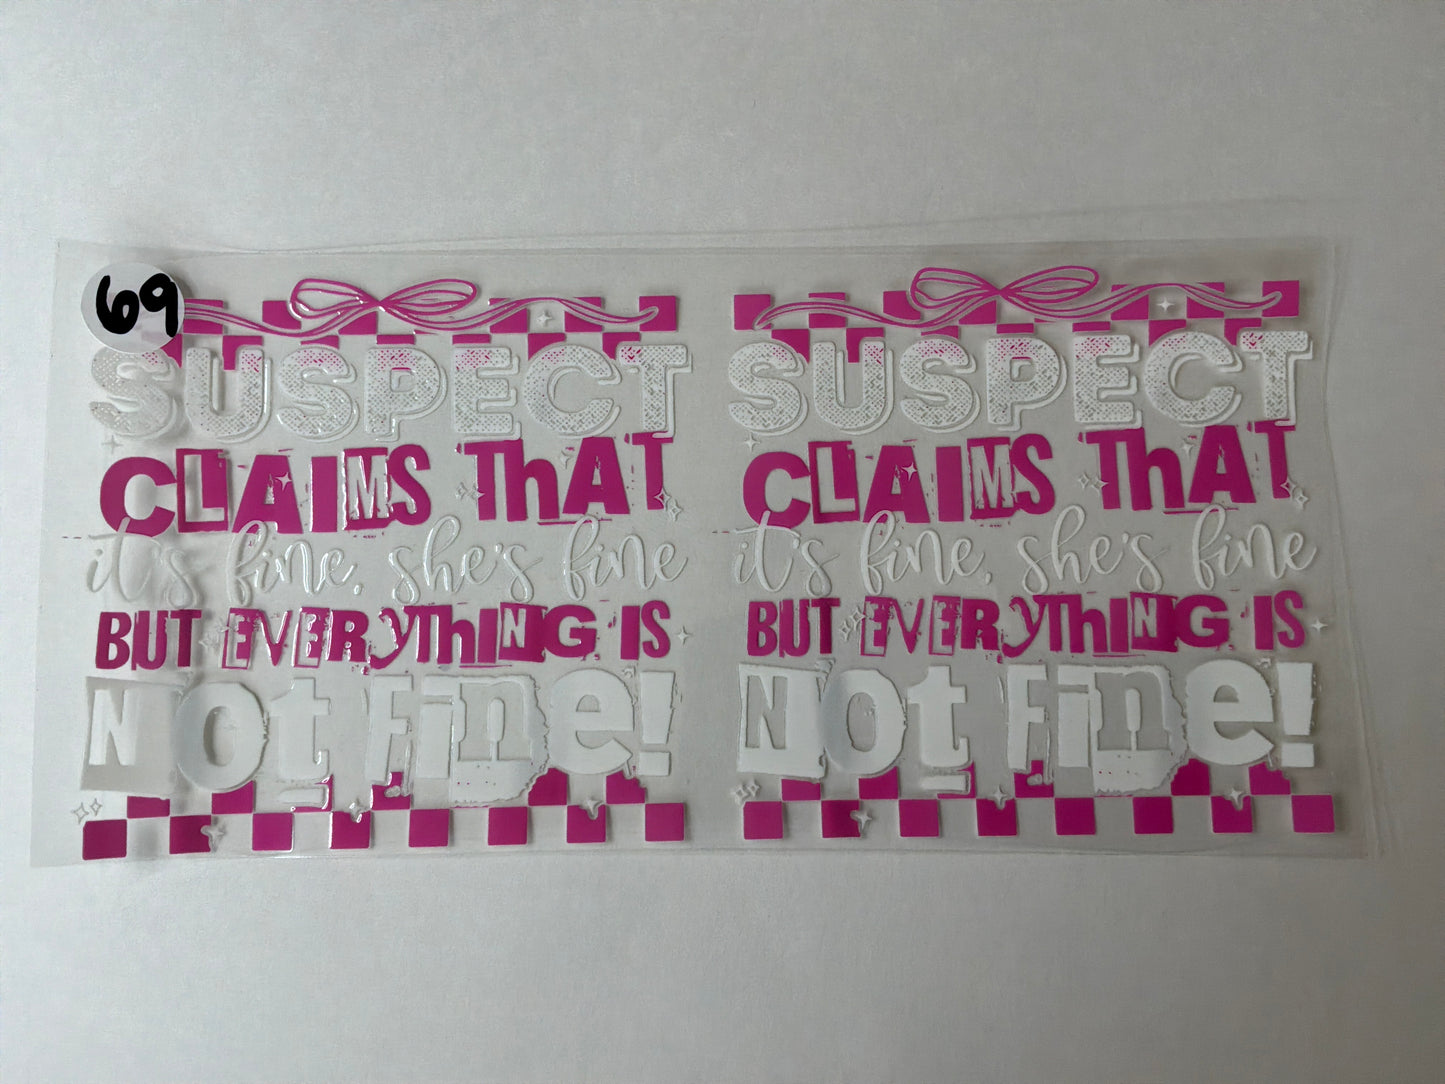 69
SUSPECT
CLAIMS THAT
it's fine, she's fine
BUT EVERYTHING IS
NOT FINE!
SUSPECT
CLAIMS THAT
it's fine, she's fine
BUT EVERYTHING IS
NOT FINE!